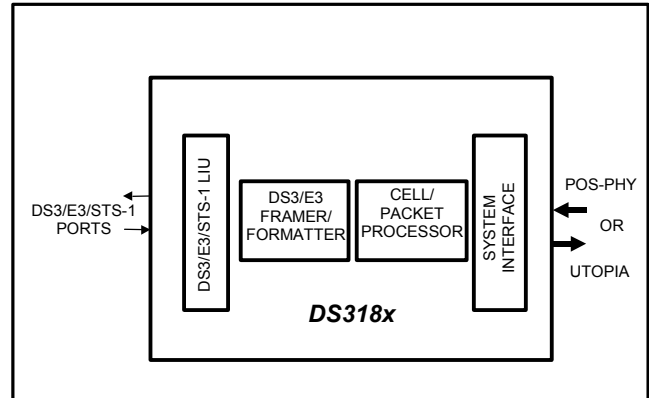 DS3/E3/STS-1
PORTS
DS3/E3/STS-1 LIU
DS3/E3
FRAMER/
FORMATTER
CELL/
PACKET
PROCESSOR
SYSTEM
INTERFACE
POS-PHY
OR
UTOPIA
DS318x